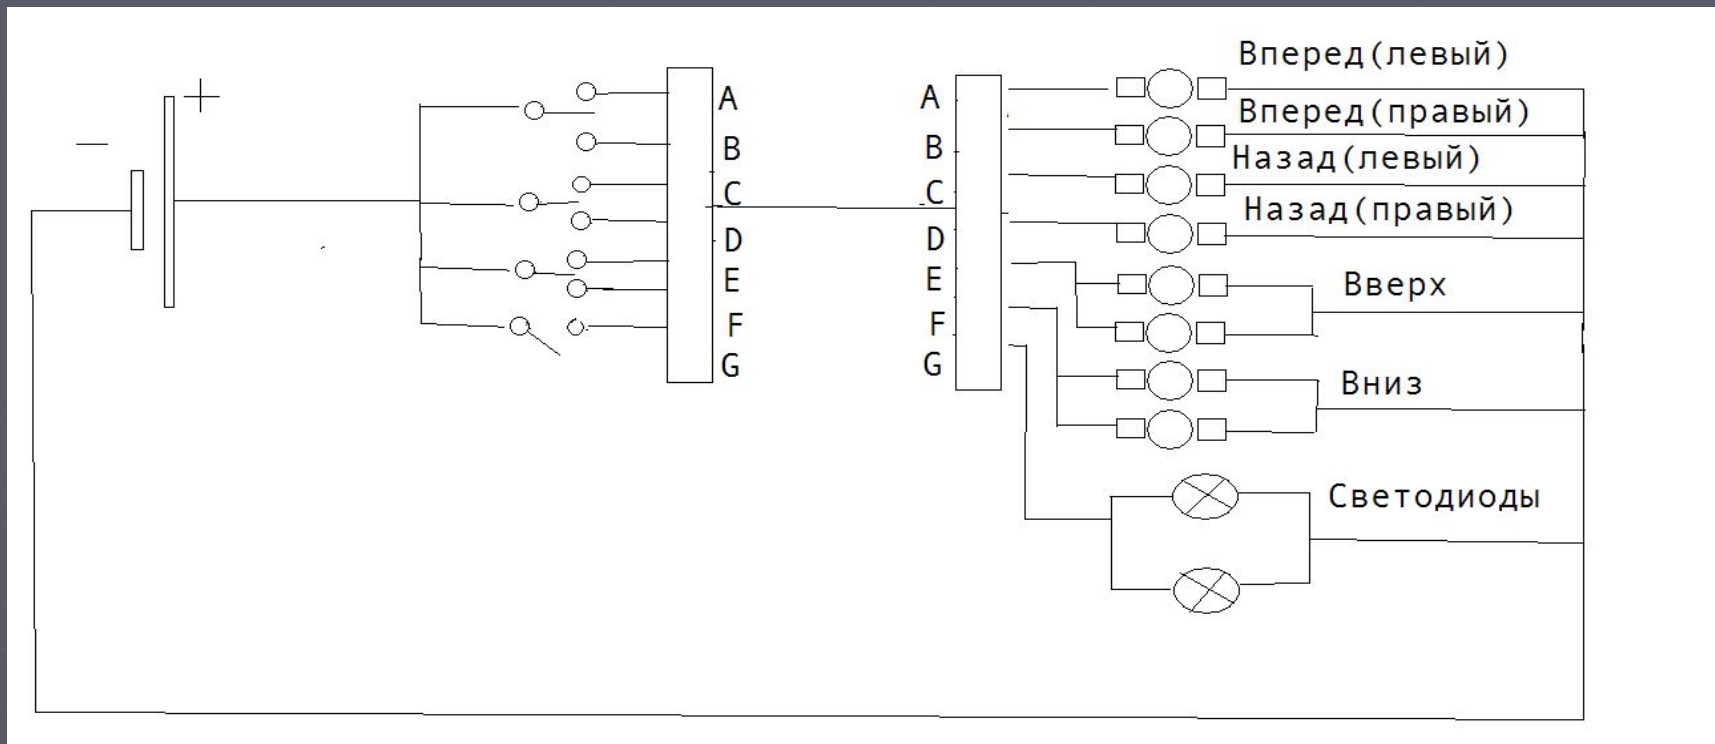 +
—
A
B
C
D
E
F
G
A
B
C
D
E
F
G
Вперед(левый)
Вперед(правый)
Назад(левый)
Назад(правый)
Вверх
Вниз
Светодиоды